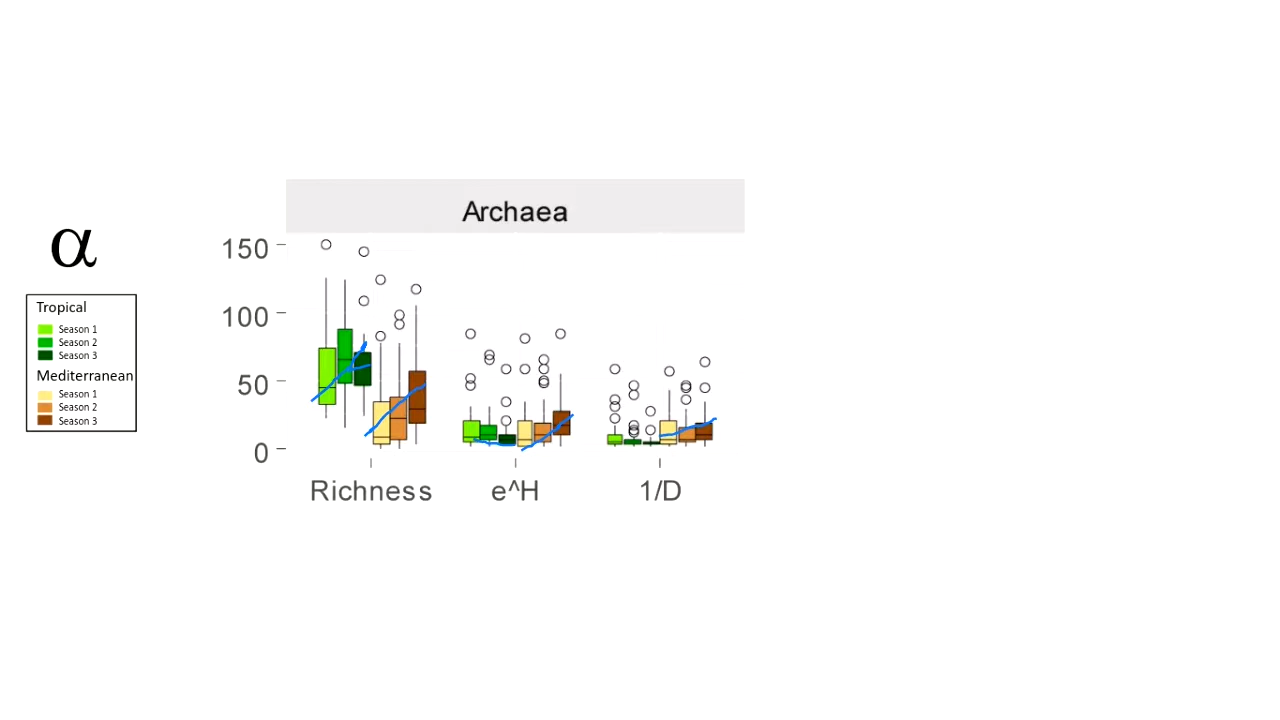 Archaea
α
Tropical
Season 1
Season 2
Season 3
Mediterranean
Season 1
Season 2
Season 3
150
100
50
0
Richness e^H 1/D